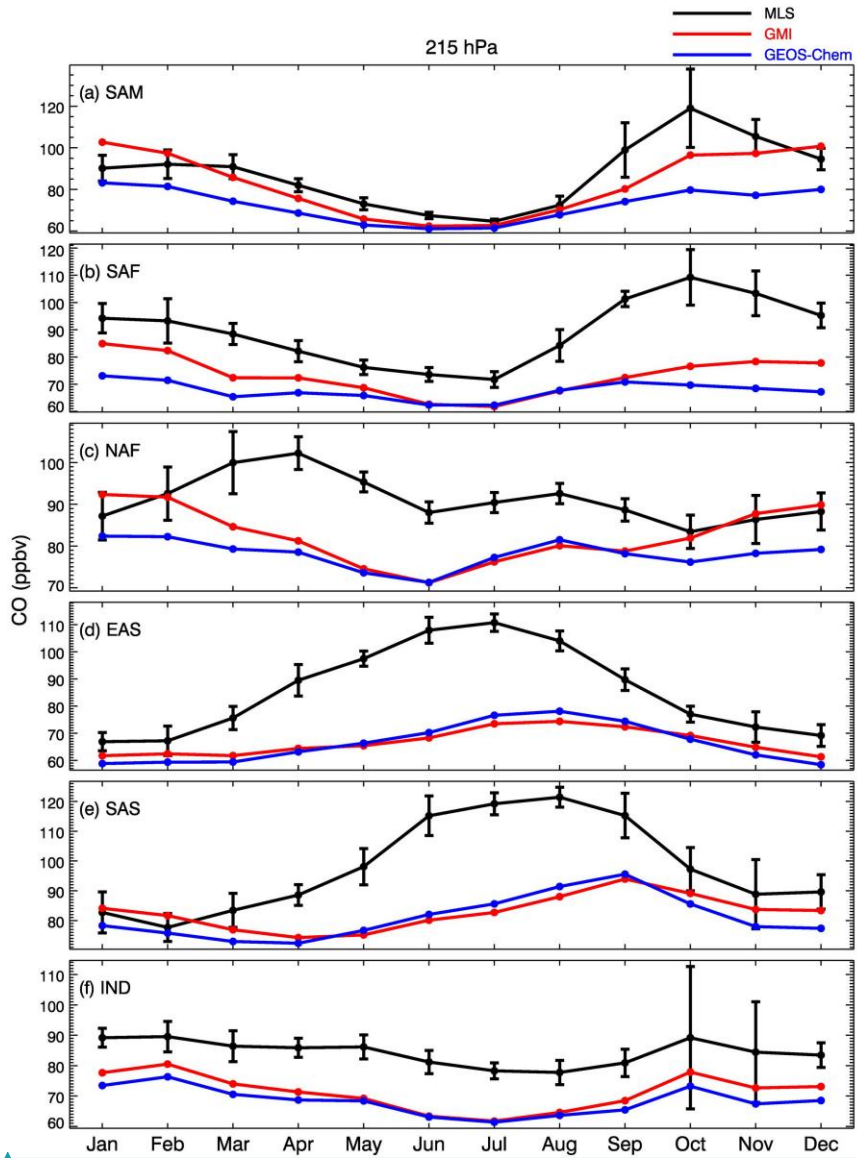 MLS
GMI
GEOS-Chem
215 hPa
(a) SAM
120
100
80
60
(b) SAF
120
110
100
90
80
70
60
(c) NAF
100
90
80
70
CO (ppbv)
(d) EAS
110
100
90
80
70
60
(e) SAS
120
110
100
90
80
(f) IND
110
100
90
80
70
60
Jan Feb Mar Apr May Jun Jul Aug Sep Oct Nov Dec